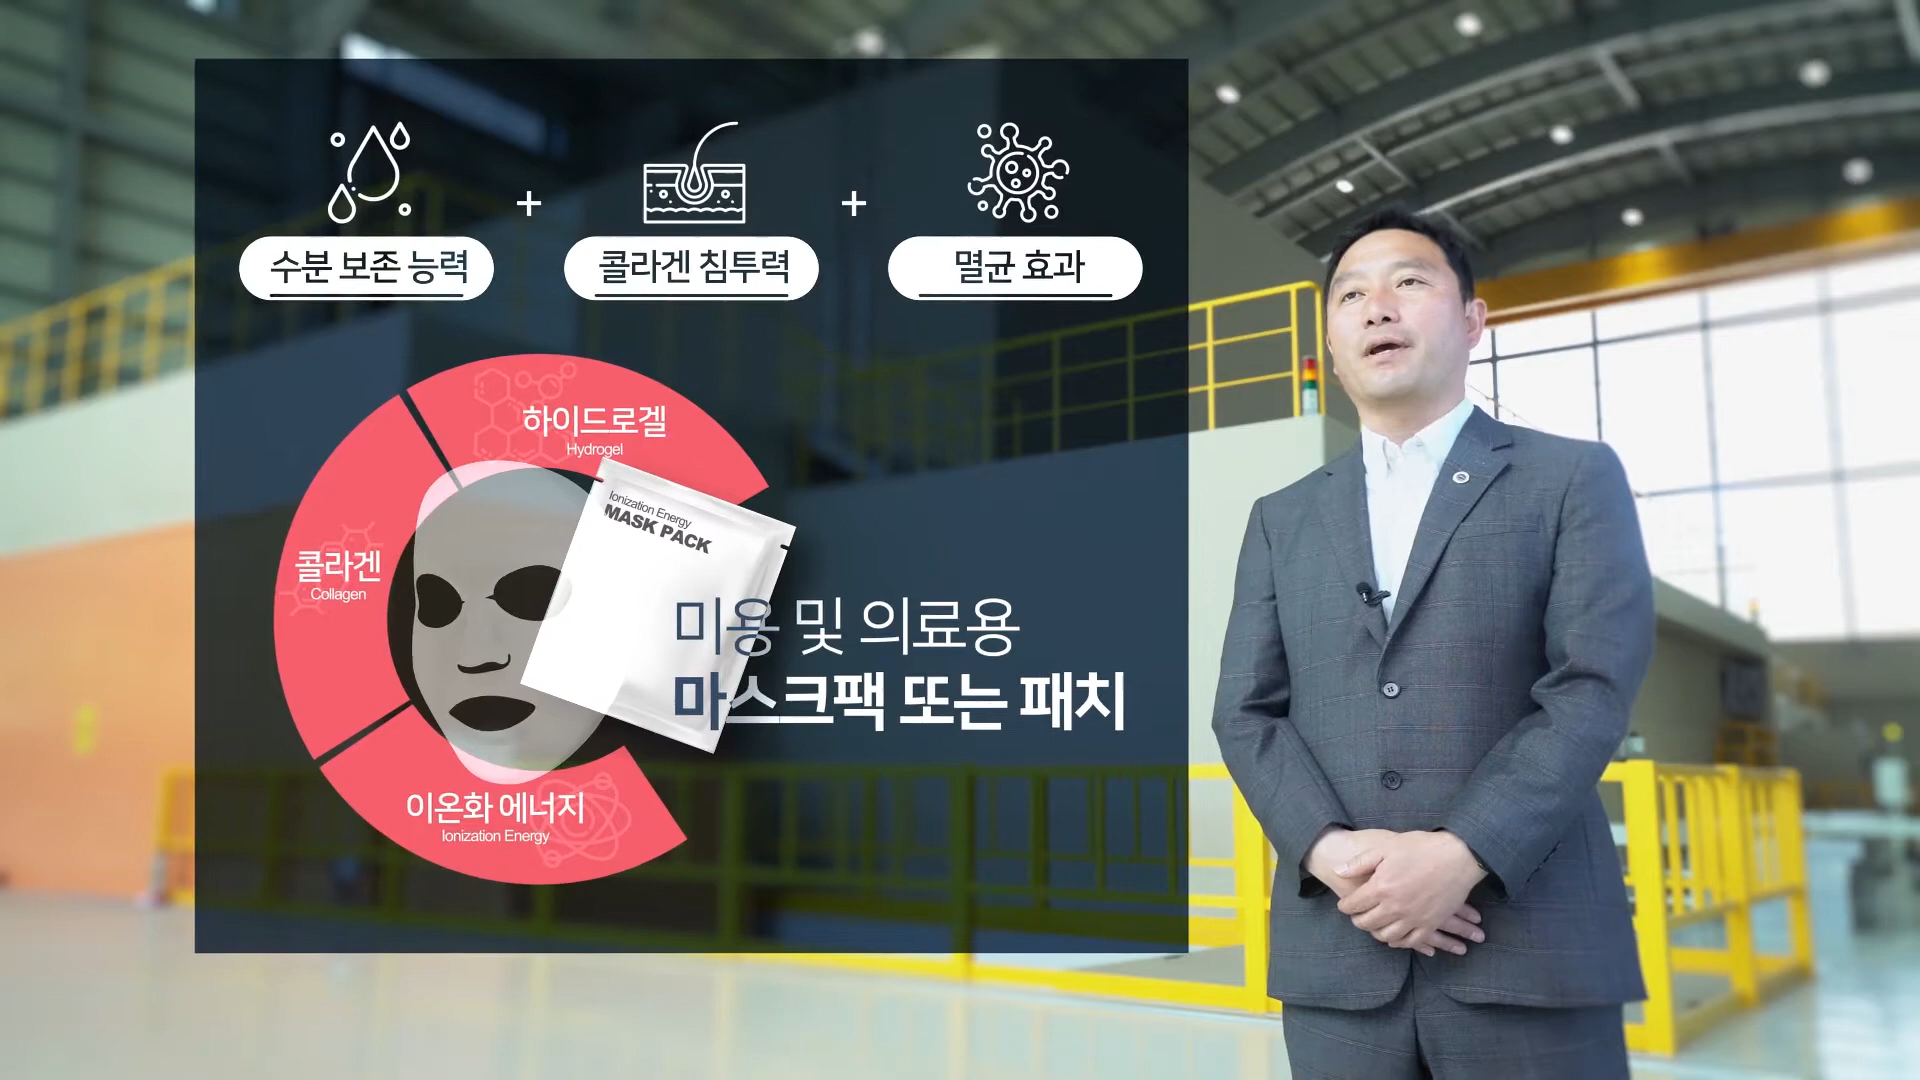 수분 보존 능력
+
콜라겐 침투력
+
멸균 효과
하이드로겔
Hydrogel
콜라겐
Collagen
이온화 에너지
Ionization Energy
Ionization Energy
MASK PACK
미용 및 의료용
마스크팩 또는 패치